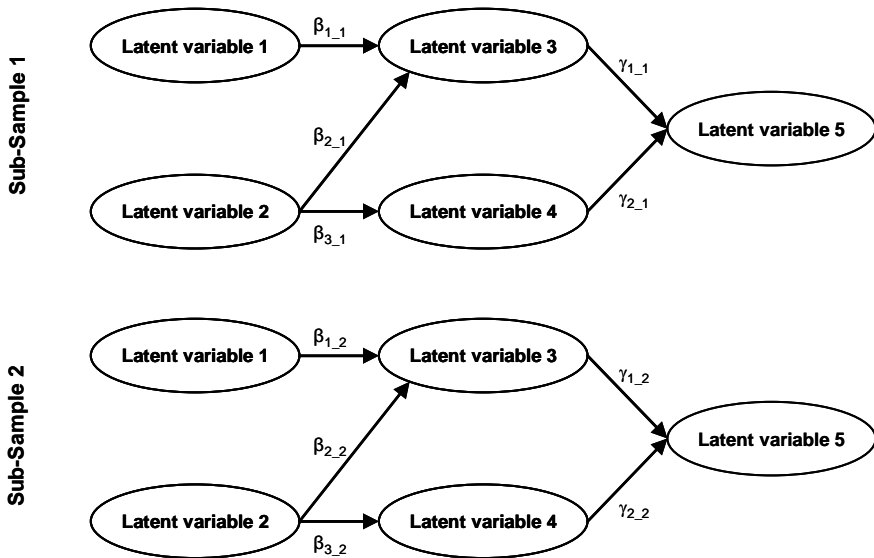 Sub-Sample 1
Latent variable 1
β1_1
Latent variable 3
γ1_1
Latent variable 5
β2_1
Latent variable 2
β3_1
Latent variable 4
γ2_1
Sub-Sample 2
Latent variable 1
β1_2
Latent variable 3
γ1_2
Latent variable 5
β2_2
Latent variable 2
β3_2
Latent variable 4
γ2_2